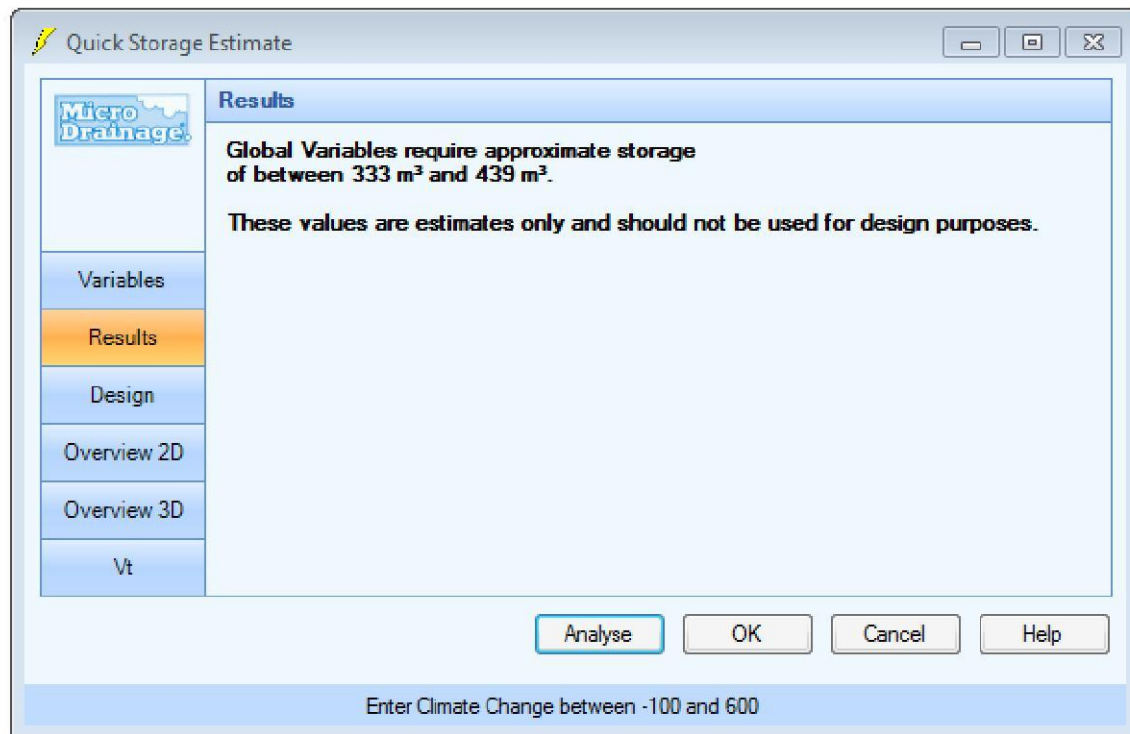 Quick Storage Estimate
Micro
Drainage.
Results
Global Variables require approximate storage
of between 333 m³ and 439 m³.
These values are estimates only and should not be used for design purposes.
Variables
Results
Design
Overview 2D
Overview 3D
Vt
Analyse
OK
Cancel
Help
Enter Climate Change between -100 and 600